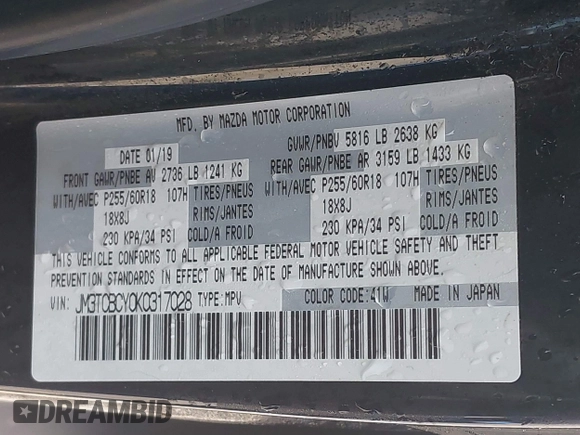 MFD. BY MAZDA MOTOR CORPORATION
DATE 01/19
GVWR/PNBV 5816 LB 2638 KG
FRONT GAWR/PNBE AV 2736 LB 1241 KG
REAR GAWR/PNBE AR 3159 LB 1433 KG
WITH/AVEC P255/60R18 107H TIRES/PNEUS
WITH/AVEC P255/60R18 107H TIRES/PNEUS
18X8J RIMS/JANTES
18X8J RIMS/JANTES
230 KPA/34 PSI COLD/A FROID
230 KPA/34 PSI COLD/A FROID
THIS VEHICLE CONFORMS TO ALL APPLICABLE FEDERAL MOTOR VEHICLE SAFETY AND THEFT
PREVENTION STANDARDS IN EFFECT ON THE DATE OF MANUFACTURE SHOWN ABOVE.
VIN: JM3TCBCY0K0317028 TYPE: MPV
COLOR CODE: 41W MADE IN JAPAN
DREAMBID